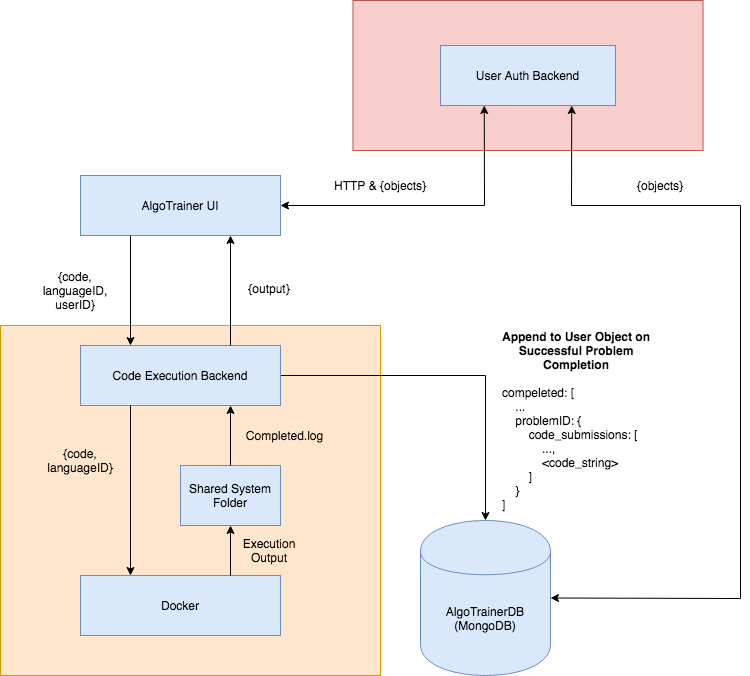 User Auth Backend
HTTP & {objects}
{objects}
AlgoTrainer UI
{code,
languageID,
userID}
{output}
Append to User Object on
Successful Problem
Completion
compeleted: [
...
problemID: {
code_submissions: [
...,
<code_string>
]
}
]
Code Execution Backend
Completed.log
{code,
languageID}
Shared System
Folder
Execution
Output
Docker
AlgoTrainerDB
(MongoDB)